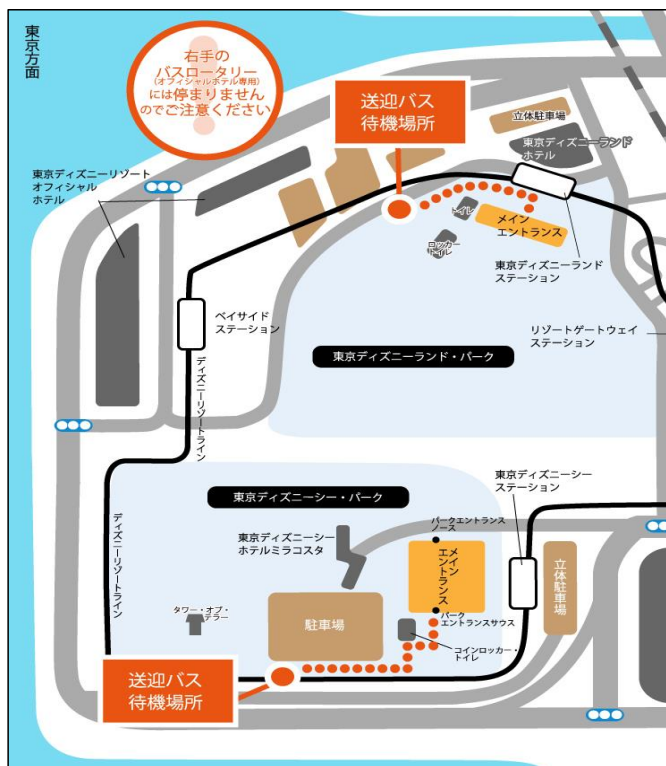 東京方面
右手の
バスロータリー
(オフィシャルホテル専用)
には停まりません
のでご注意ください
送迎バス
待機場所
立体駐車場
東京ディズニーランド
ホテル
東京ディズニーリゾート
オフィシャル
ホテル
トイレ
メイン
エントランス
ロッカー
トイレ
東京ディズニーランド
ステーション
ベイサイド
ステーション
リゾートゲートウェイ
ステーション
東京ディズニーランド・パーク
ディズニーリゾートライン
東京ディズニーシー
ステーション
東京ディズニーシー・パーク
パークエントランス
ノース
東京ディズニーシー
ホテルミラコスタ
メイン
エントランス
立体駐車場
ディズニーリゾートライン
タワー・オブ・
テラー
駐車場
パーク
エントランスサウス
コインロッカー・
トイレ
送迎バス
待機場所